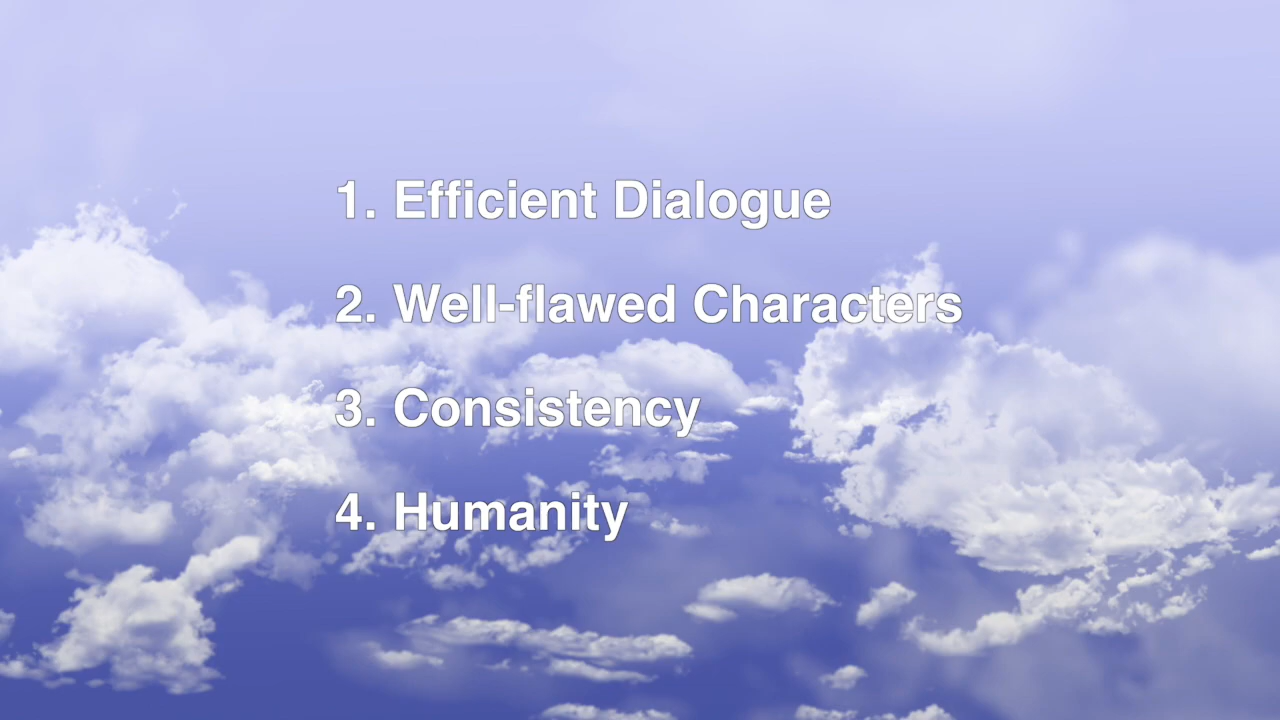 1. Efficient Dialogue
2. Well-flawed Characters
3. Consistency
4. Humanity